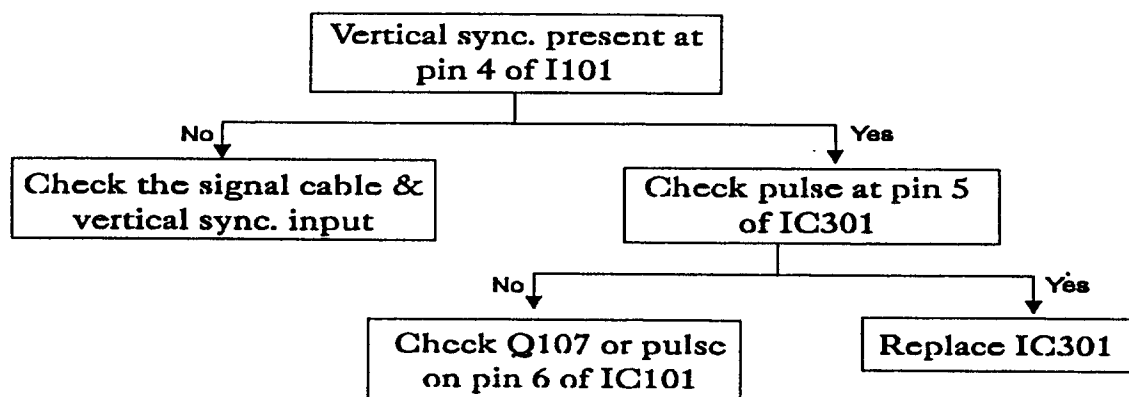 Vertical sync. present at
pin 4 of I101
No
Yes
Check the signal cable &
vertical sync. input
Check pulse at pin 5
of IC301
No
Yes
Check Q107 or pulse
on pin 6 of IC101
Replace IC301